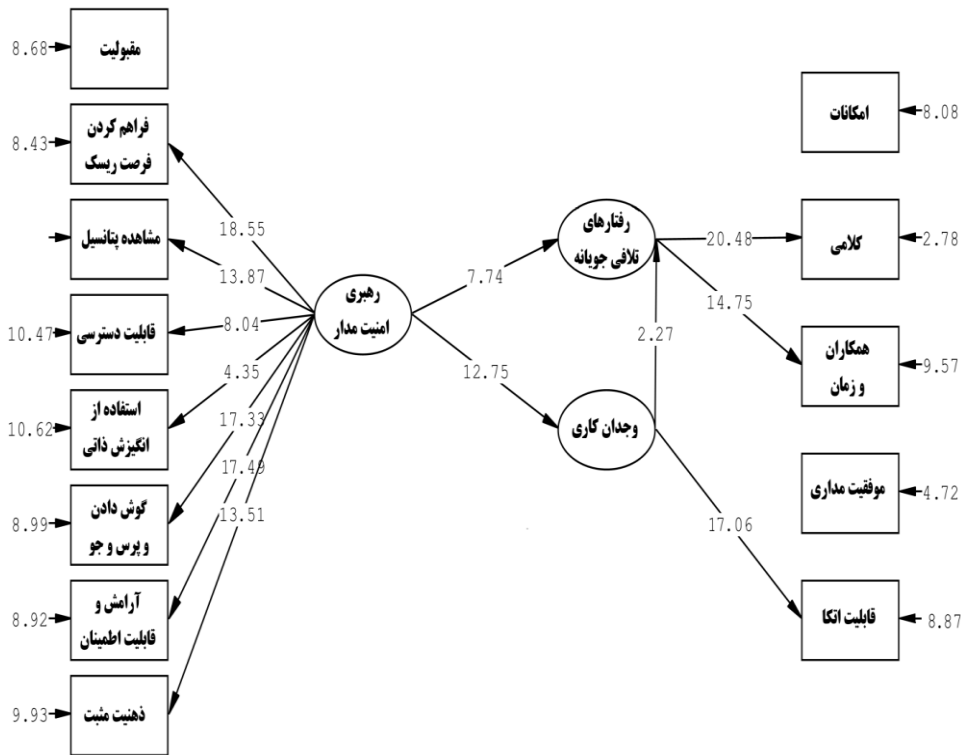 مقبولیت
8.68
فراهم کردن
فرصت ریسک
8.43
مشاهده پتانسیل
قابلیت دسترسی
10.47
استفاده از
انگیزش ذاتی
10.62
گوش دادن
و پرس و جو
8.99
آرامش و
قابلیت اطمینان
8.92
ذهنیت مثبت
9.93
18.55
13.87
8.04
4.35
17.33
17.49
13.51
رهبری
امنیت مدار
7.74
12.75
رفتارهای
تلافی جویانه
2.27
وجدان کاری
20.48
14.75
17.06
امکانات
8.08
کلامی
2.78
همکاران
و زمان
9.57
موفقیت مداری
4.72
قابلیت اتکا
8.87